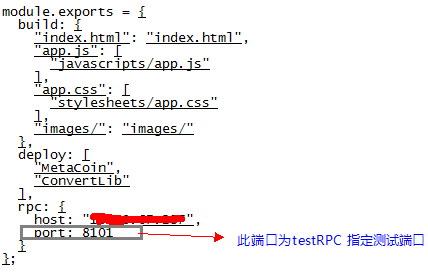 module.exports = {
build: {
"index.html": "index.html",
"app.js": [
"javascripts/app.js"
],
"app.css": [
"stylesheets/app.css"
],
"images/": "images/"
},
deploy: [
"MetaCoin",
"ConvertLib"
],
rpc: {
host: "",
port: 8101
此端口为testRPC 指定测试端口
}
};